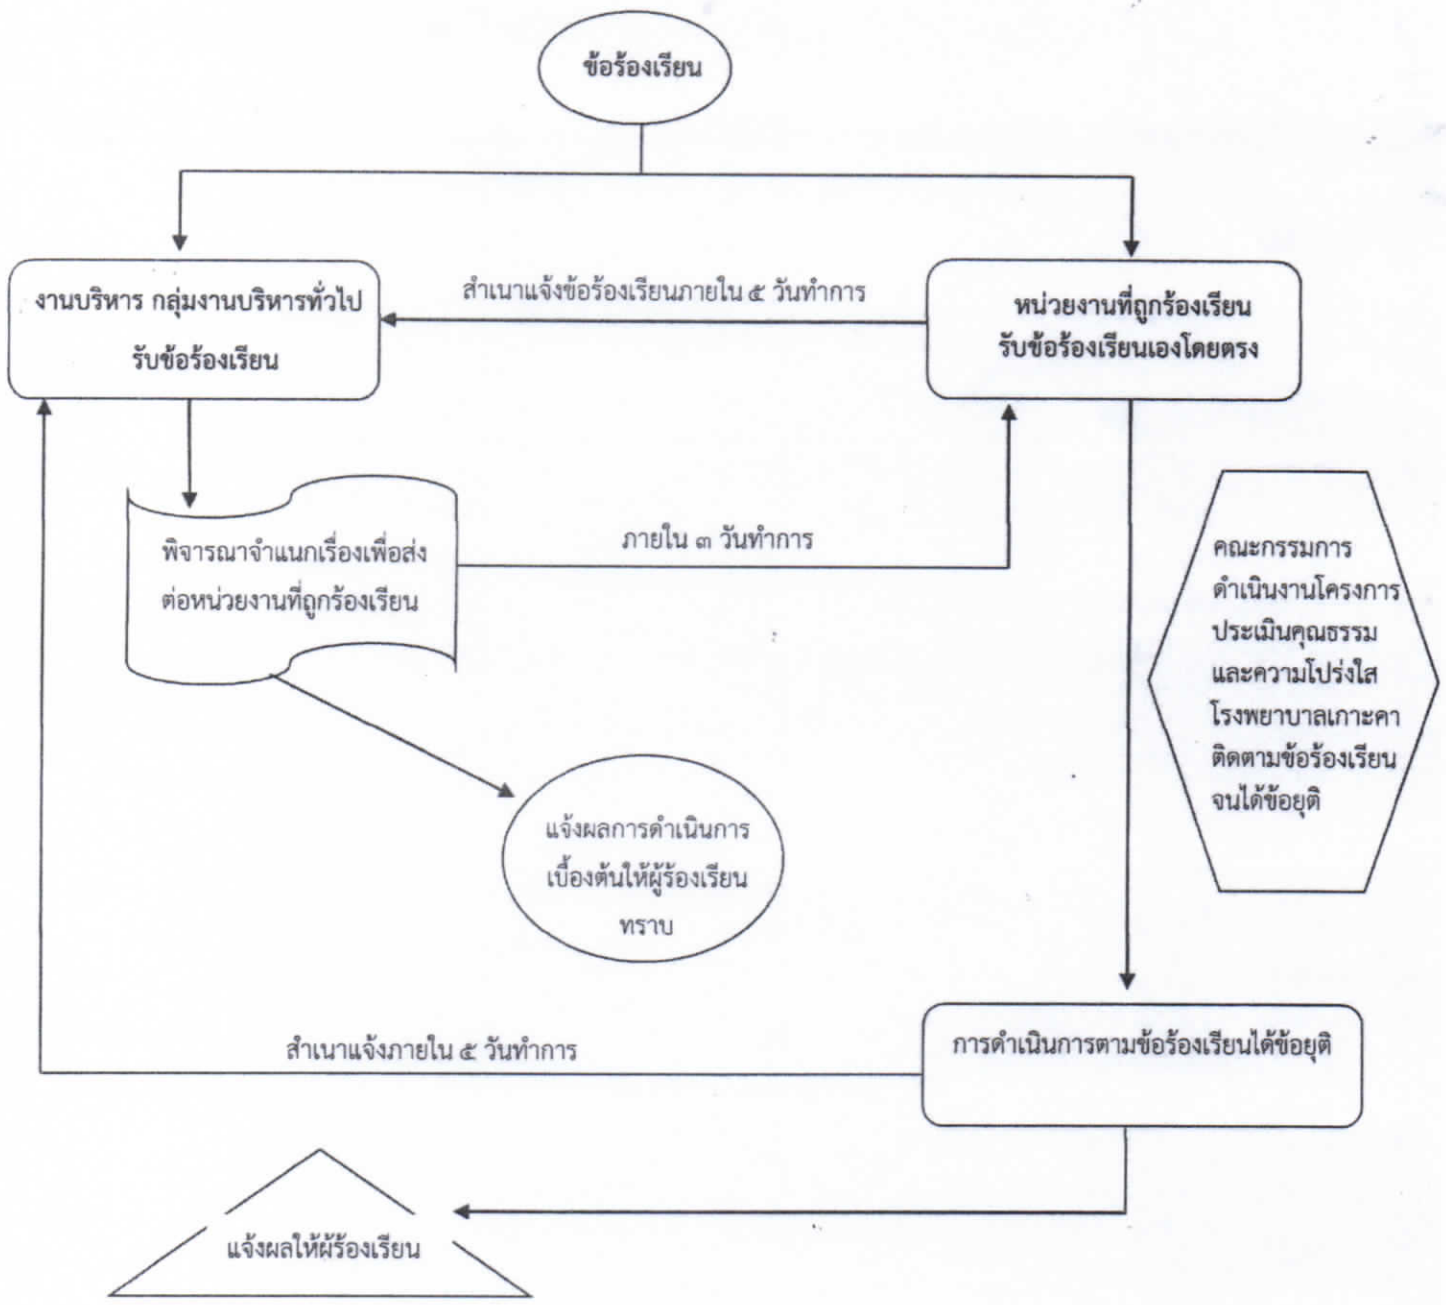 ข้อร้องเรียน
งานบริหาร กลุ่มงานบริหารทั่วไป
รับข้อร้องเรียน
สำเนาแจ้งข้อร้องเรียนภายใน ๕ วันทำการ
หน่วยงานที่ถูกร้องเรียน
รับข้อร้องเรียนเองโดยตรง
พิจารณาจำแนกเรื่องเพื่อส่ง
ต่อหน่วยงานที่ถูกร้องเรียน
ภายใน ๓ วันทำการ
คณะกรรมการ
ดำเนินงานโครงการ
ประเมินคุณธรรม
และความโปร่งใส
โรงพยาบาลเกาะคา
ติดตามข้อร้องเรียน
จนได้ข้อยุติ
แจ้งผลการดำเนินการ
เบื้องต้นให้ผู้ร้องเรียน
ทราบ
สำเนาแจ้งภายใน ๕ วันทำการ
การดำเนินการตามข้อร้องเรียนได้ข้อยุติ
แจ้งผลให้ผู้ร้องเรียน